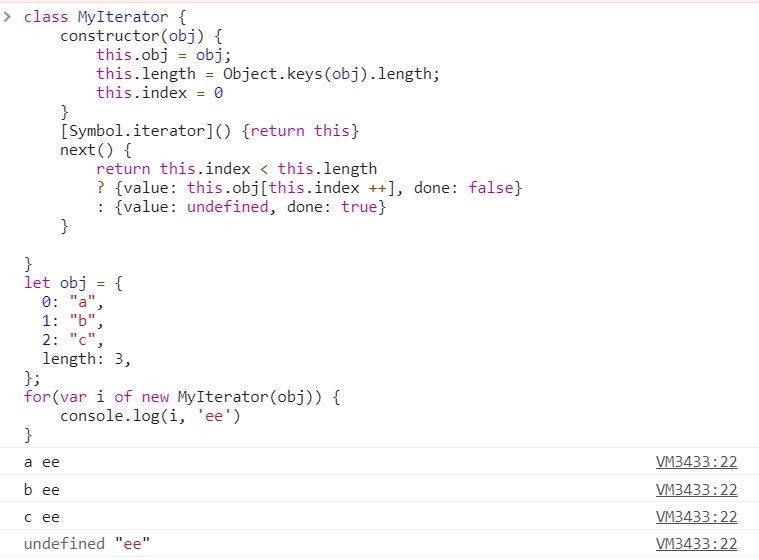 class MyIterator {
    constructor(obj) {
        this.obj = obj;
        this.length = Object.keys(obj).length;
        this.index = 0
    }
    [Symbol.iterator]() {return this}
    next() {
        return this.index < this.length
        ? {value: this.obj[this.index ++], done: false}
        : {value: undefined, done: true}
    }

}
let obj = {
  0: "a",
  1: "b",
  2: "c",
  length: 3,
};
for(var i of new MyIterator(obj)) {
    console.log(i, 'ee')
}
a ee VM3433:22
b ee VM3433:22
c ee VM3433:22
undefined "ee" VM3433:22